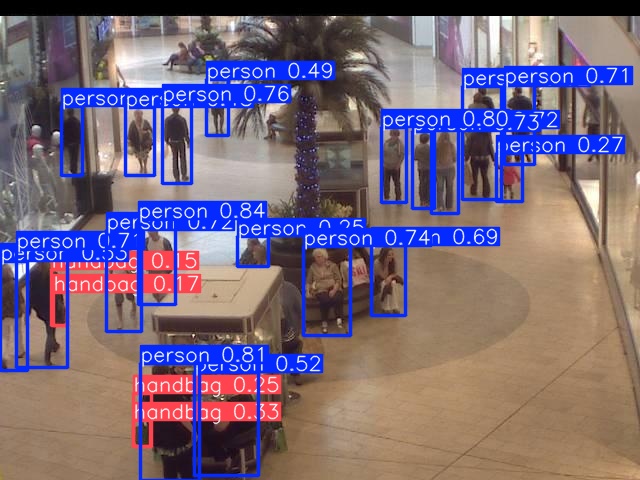 person 0.49
person 0.76
person 0.71
person 0.80
person 0.27
person 0.84
person 0.74
0.69
person 0.71
handbag 0.15
handbag 0.17
person 0.81
person 0.52
handbag 0.25
handbag 0.33